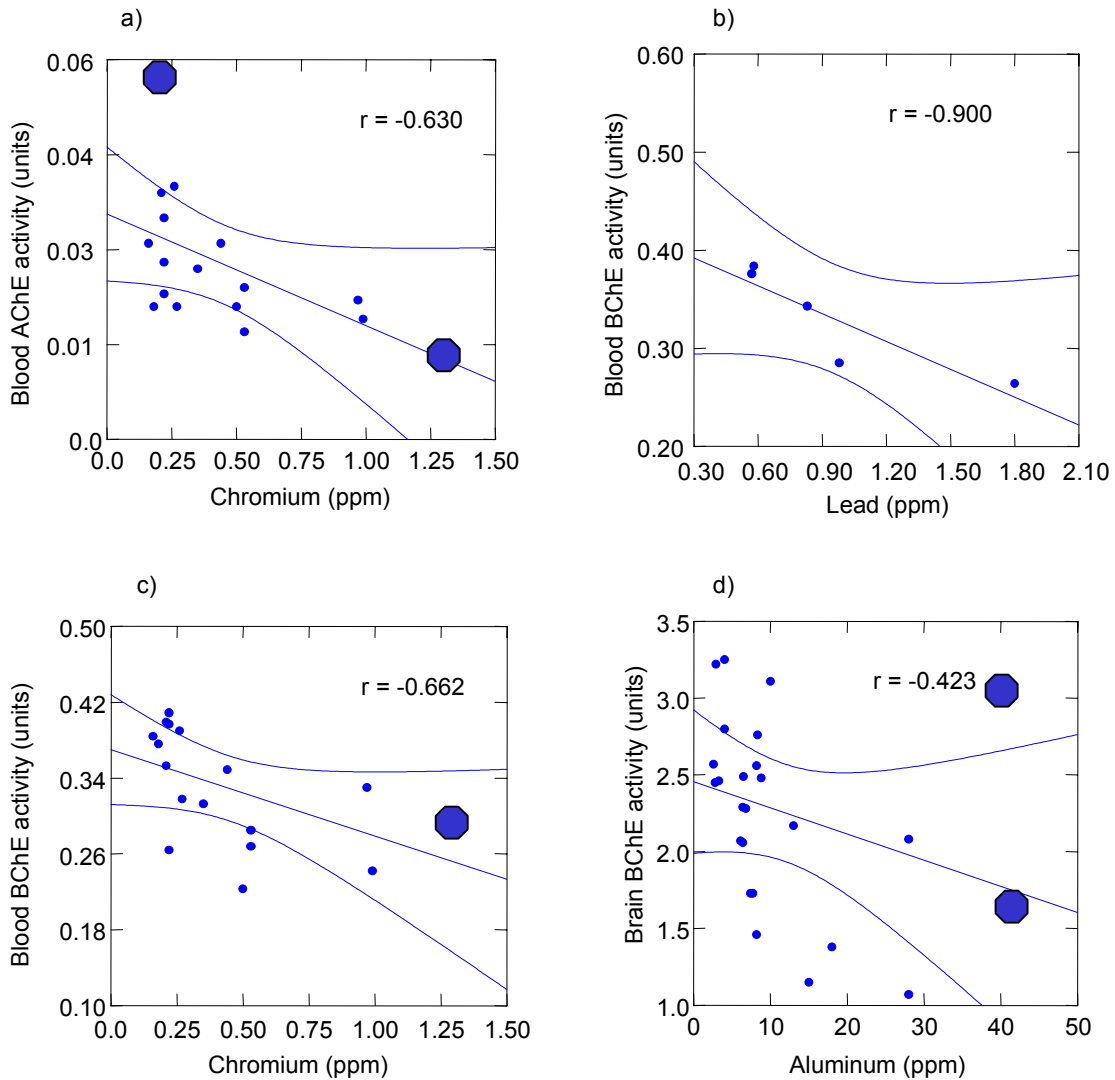 a)
0.06
0.04
0.03
0.01
0.0
Blood AChE activity (units)
r = -0.630
0.0 0.25 0.50 0.75 1.00 1.25 1.50
Chromium (ppm)
b)
0.60
0.50
0.40
0.30
0.20
Blood BChE activity (units)
r = -0.900
0.30 0.60 0.90 1.20 1.50 1.80 2.10
Lead (ppm)
c)
0.50
0.42
0.34
0.26
0.18
0.10
Blood BChE activity (units)
r = -0.662
0.0 0.25 0.50 0.75 1.00 1.25 1.50
Chromium (ppm)
d)
3.5
3.0
2.5
2.0
1.5
1.0
Brain BChE activity (units)
r = -0.423
0 10 20 30 40 50
Aluminum (ppm)